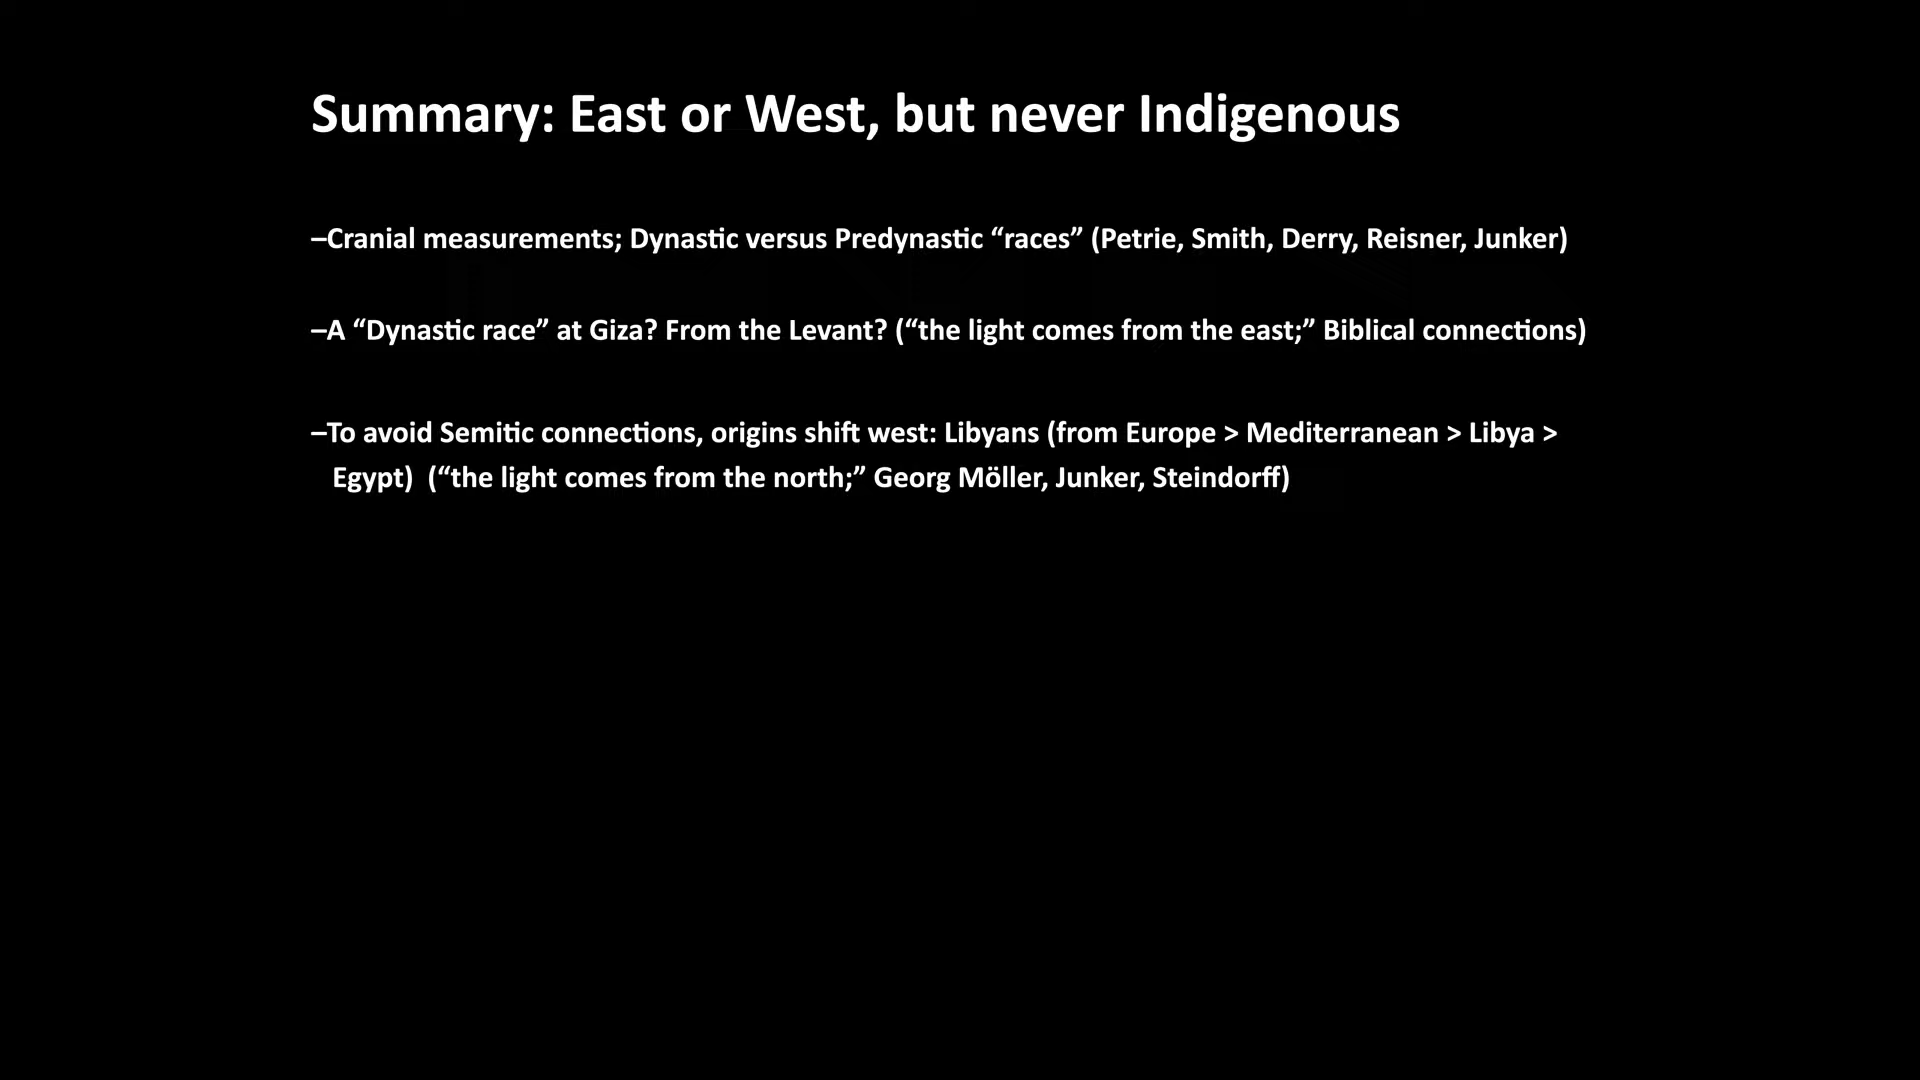 Summary: East or West, but never Indigenous
–Cranial measurements; Dynastic versus Predynastic “races” (Petrie, Smith, Derry, Reisner, Junker)
–A “Dynastic race” at Giza? From the Levant? (“the light comes from the east;” Biblical connections)
–To avoid Semitic connections, origins shift west: Libyans (from Europe > Mediterranean > Libya >
Egypt)  (“the light comes from the north;” Georg Möller, Junker, Steindorff)